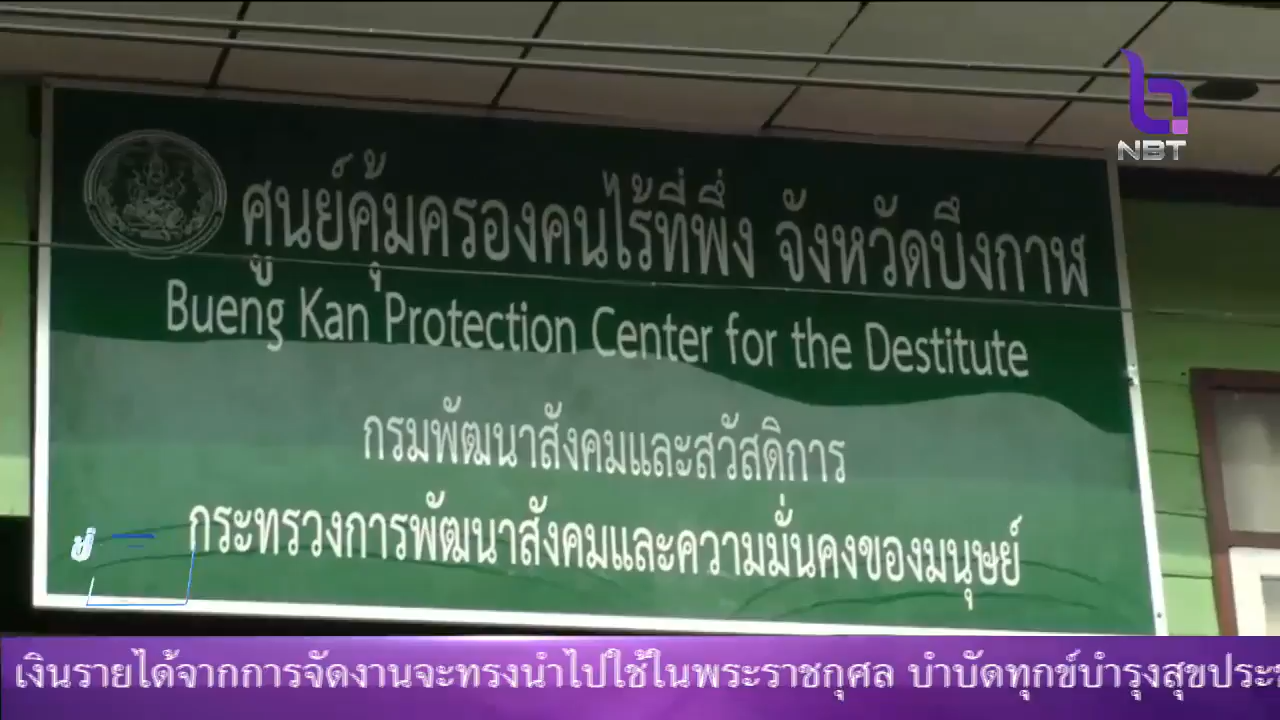 NBT
ศูนย์คุ้มครองคนไร้ที่พึ่ง จังหวัดบึงกาฬ
Bueng Kan Protection Center for the Destitute
กรมพัฒนาสังคมและสวัสดิการ
กระทรวงการพัฒนาสังคมและความมั่นคงของมนุษย์
เงินรายได้จากการจัดงานจะทรงนำไปใช้ในพระราชกุศล บำบัดทุกข์บำรุงสุข